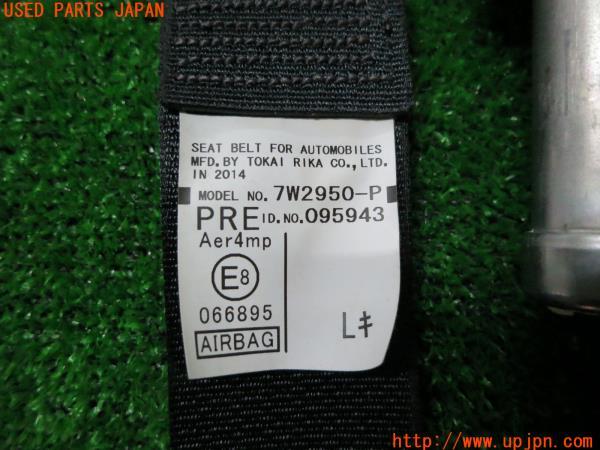 USED PARTS JAPAN
SEAT BELT FOR AUTOMOBILES
MFD. BY TOKAI RIKA CO., LTD.
IN 2014
MODEL NO. 7W2950-P
PRE ID. NO. 095943
Aer4mp
E8
066895
AIRBAG
Lキ
http://www.upjpn.com/